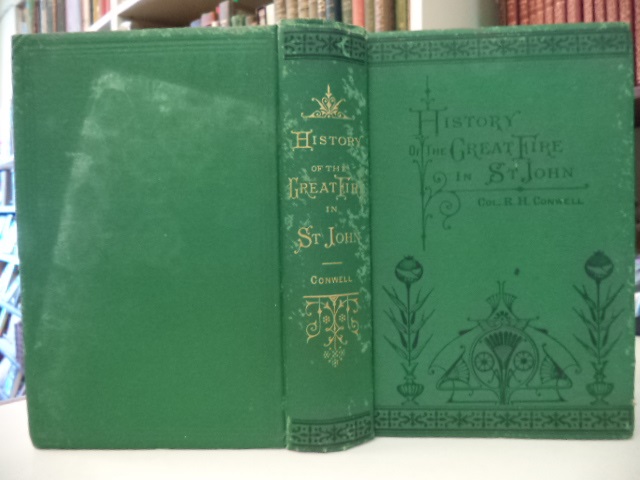 HISTORY
OF THE
GREAT FIRE
IN
ST JOHN
CONWELL
HISTORY
OF THE GREAT FIRE
IN ST JOHN
COL. R. H. CONWELL